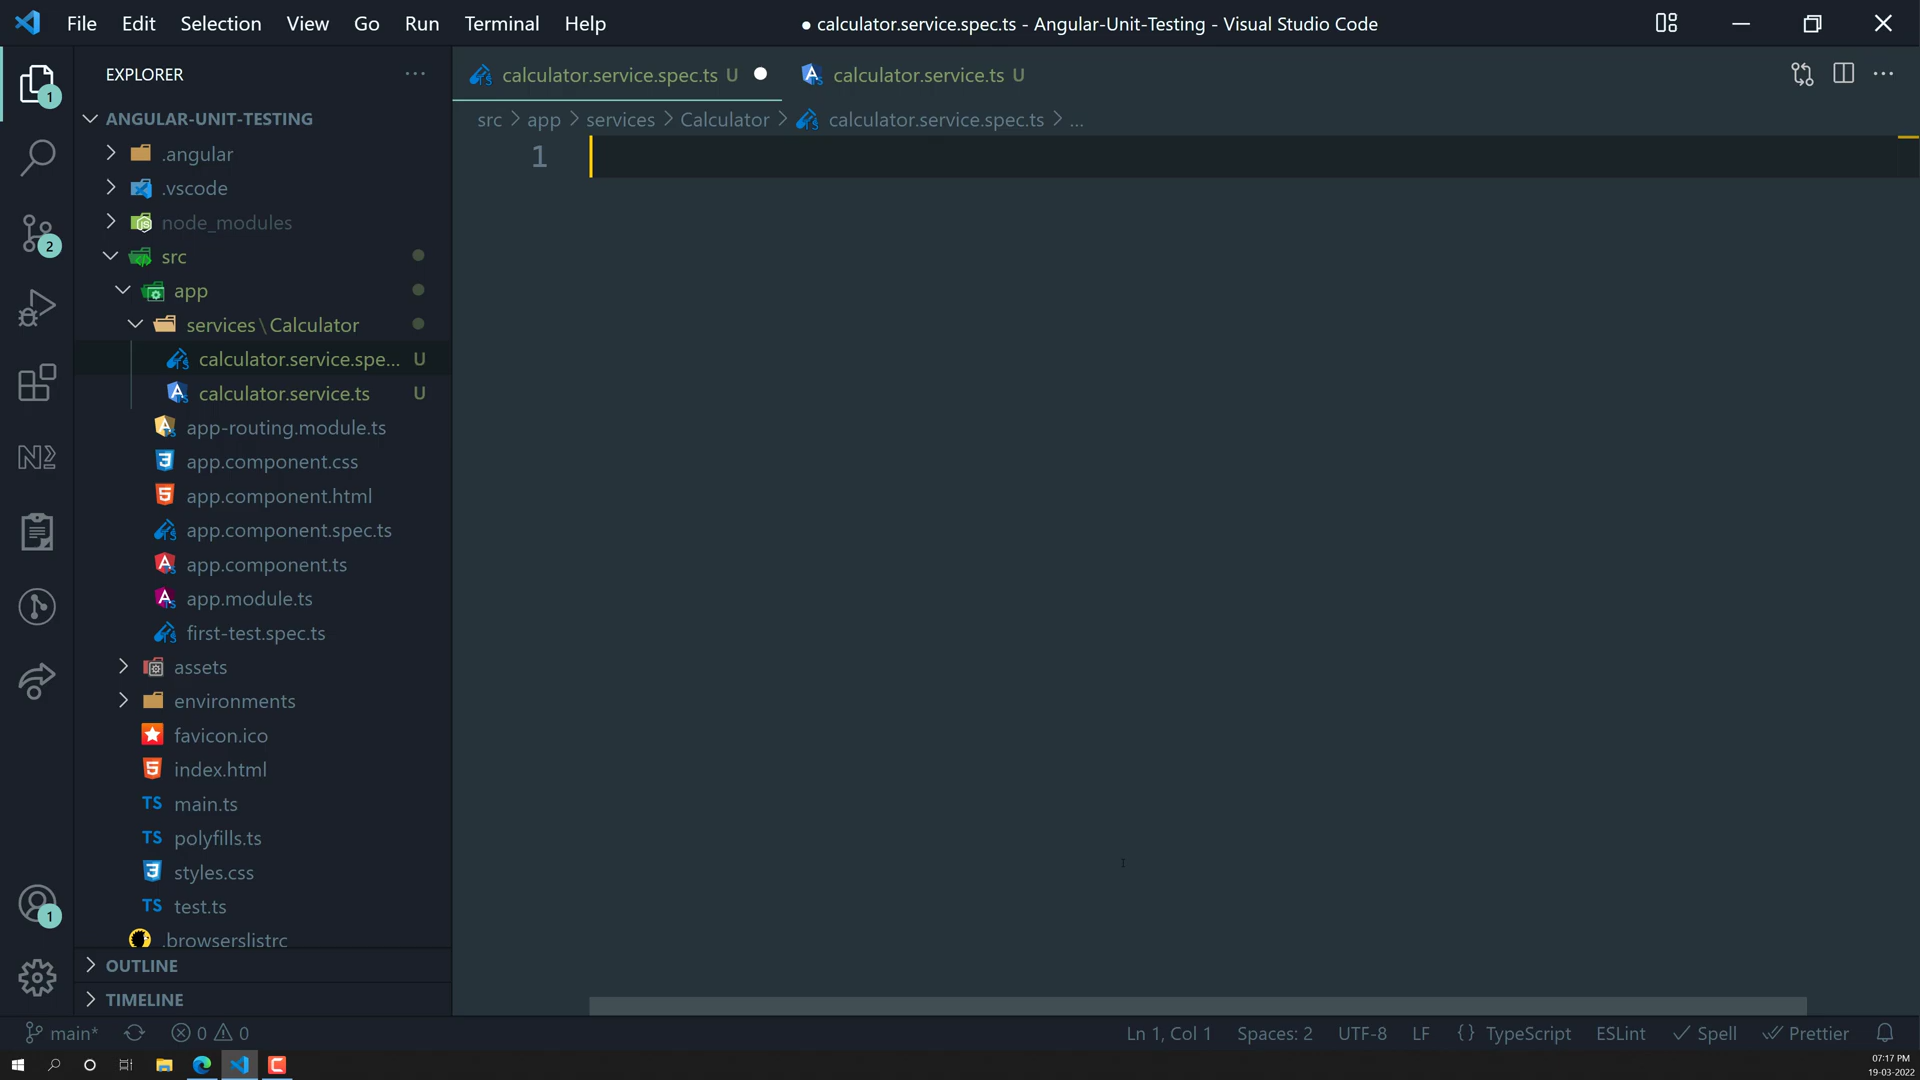 File Edit Selection View Go Run Terminal Help
● calculator.service.spec.ts - Angular-Unit-Testing - Visual Studio Code
EXPLORER
calculator.service.spec.ts U
calculator.service.ts U
ANGULAR-UNIT-TESTING
src > app > services > Calculator > calculator.service.spec.ts > ...
1
.angular
.vscode
node_modules
src
app
services\Calculator
calculator.service.spe... U
calculator.service.ts U
app-routing.module.ts
app.component.css
app.component.html
app.component.spec.ts
app.component.ts
app.module.ts
first-test.spec.ts
assets
environments
favicon.ico
index.html
TS main.ts
TS polyfills.ts
styles.css
TS test.ts
.browserslistrc
OUTLINE
TIMELINE
1
2
1
main* 0 0
Ln 1, Col 1 Spaces: 2 UTF-8 LF {} TypeScript ESLint Spell Prettier
07:17 PM
19-03-2022